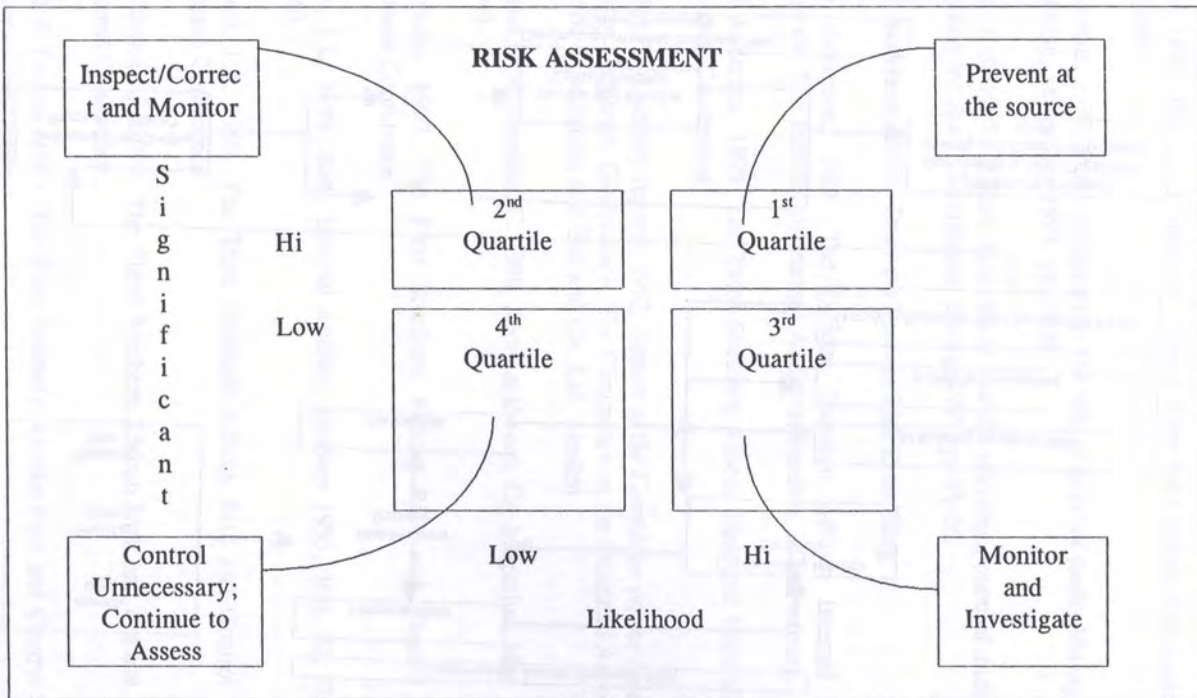 RISK ASSESSMENT
Inspect/Correc
t and Monitor
Prevent at
the source
S
i
g
n
i
f
i
c
a
n
t
Hi
Low
2nd
Quartile
1st
Quartile
4th
Quartile
3rd
Quartile
Low
Hi
Likelihood
Control
Unnecessary;
Continue to
Assess
Monitor
and
Investigate